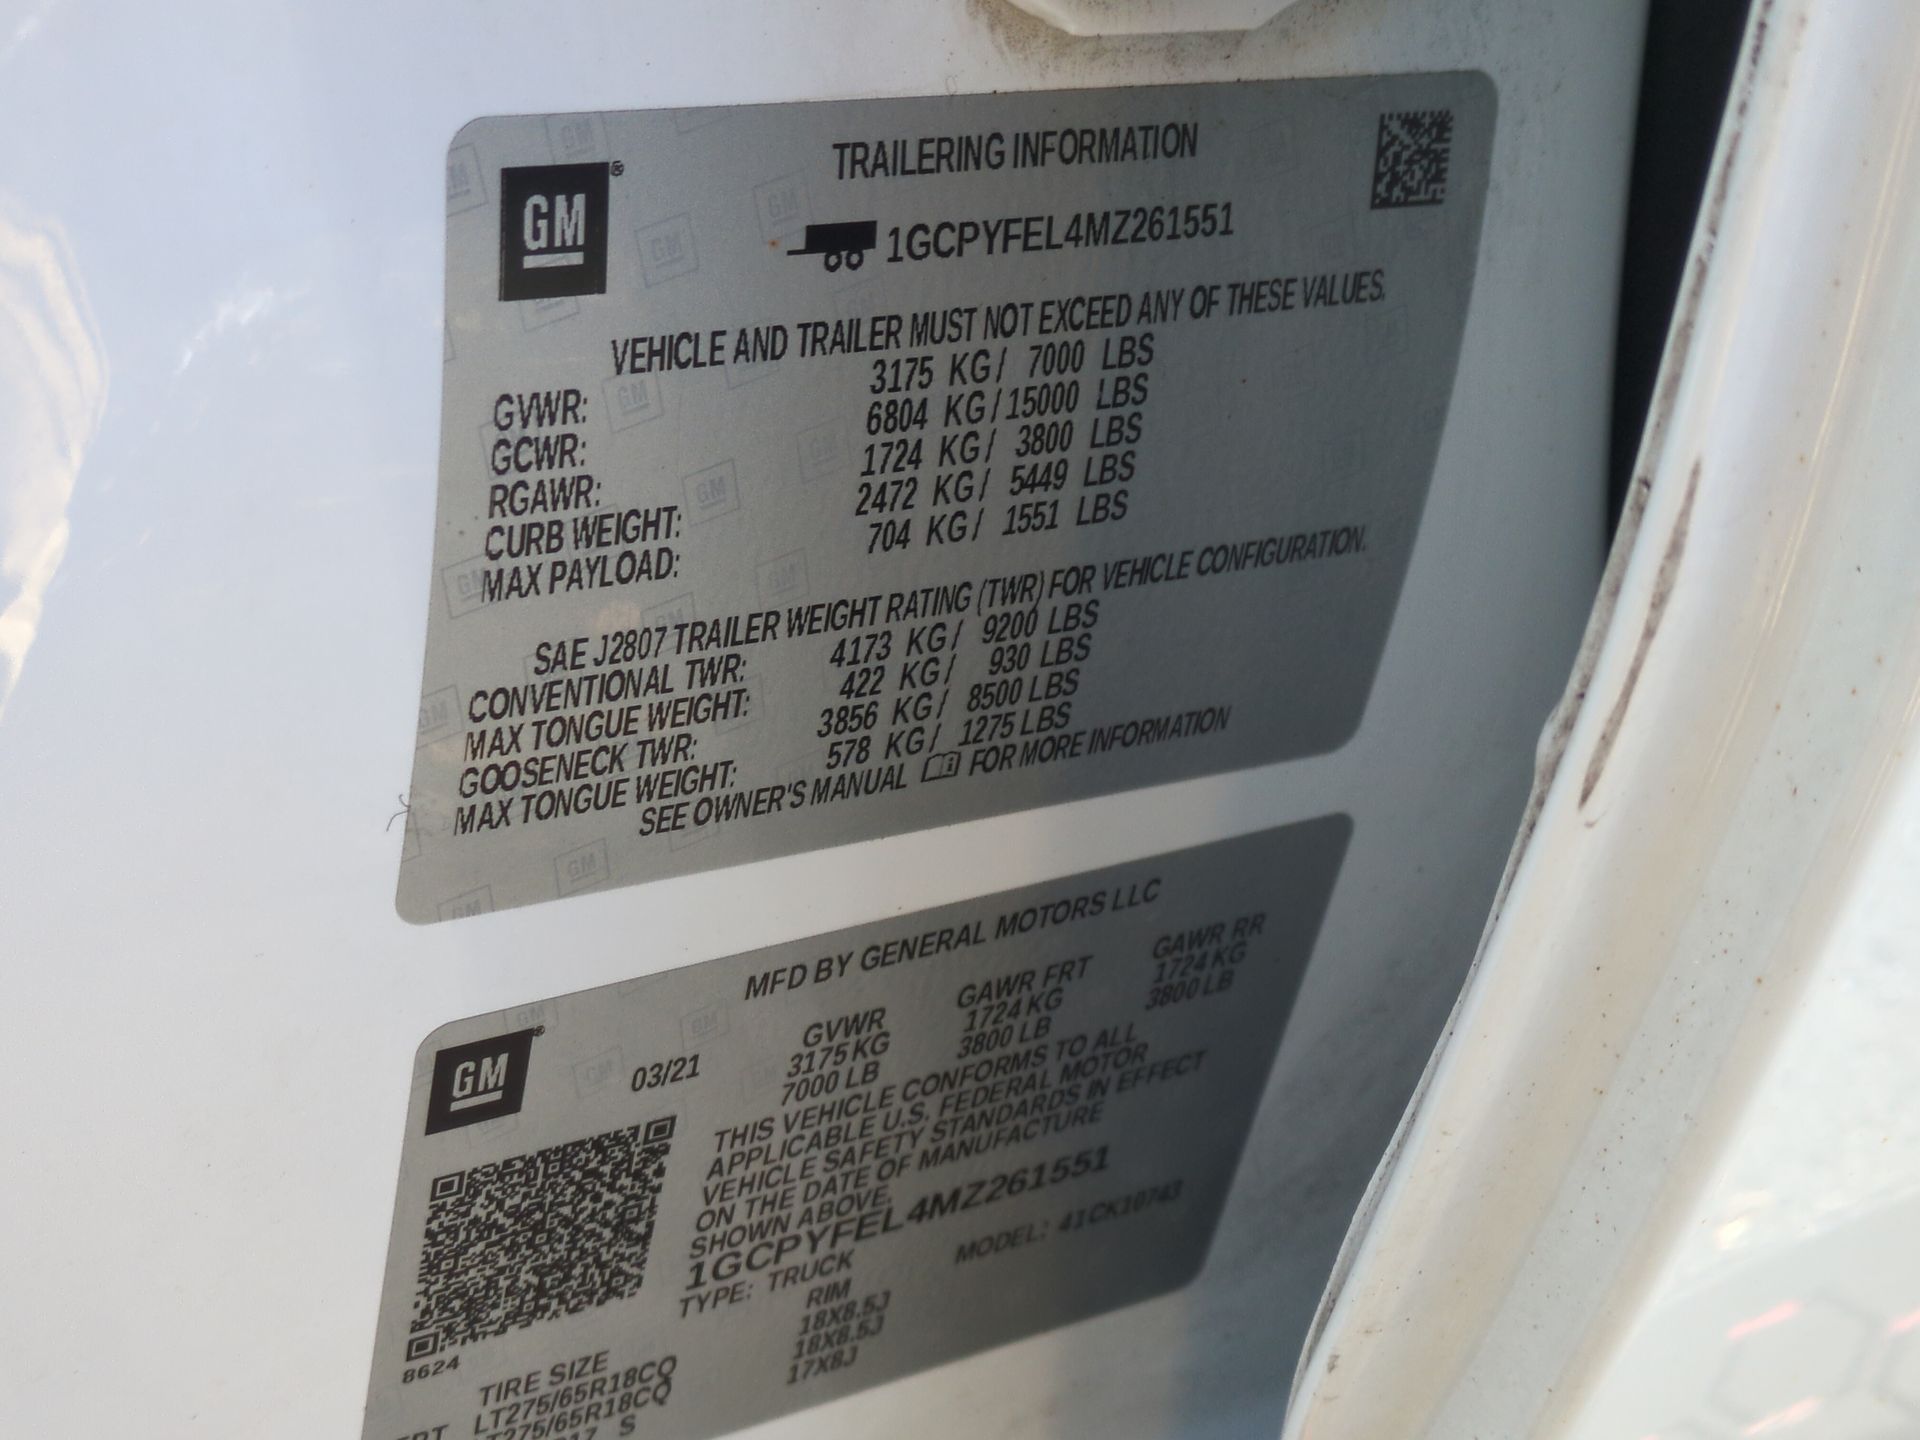 GM®
TRAILERING INFORMATION
1GCPYFEL4MZ261551
VEHICLE AND TRAILER MUST NOT EXCEED ANY OF THESE VALUES.
GVWR: 3175 KG / 7000 LBS
GCWR: 6804 KG / 15000 LBS
RGAWR: 1724 KG / 3800 LBS
CURB WEIGHT: 2472 KG / 5449 LBS
MAX PAYLOAD: 704 KG / 1551 LBS
SAE J2807 TRAILER WEIGHT RATING (TWR) FOR VEHICLE CONFIGURATION.
CONVENTIONAL TWR: 4173 KG / 9200 LBS
MAX TONGUE WEIGHT: 422 KG / 930 LBS
GOOSENECK TWR: 3856 KG / 8500 LBS
MAX TONGUE WEIGHT: 578 KG / 1275 LBS
SEE OWNER'S MANUAL FOR MORE INFORMATION
GM®
MFD BY GENERAL MOTORS LLC
03/21 GVWR GAWR FRT GAWR RR
3175 KG 1724 KG 1724 KG
7000 LB 3800 LB 3800 LB
THIS VEHICLE CONFORMS TO ALL
APPLICABLE U.S. FEDERAL MOTOR
VEHICLE SAFETY STANDARDS IN EFFECT
ON THE DATE OF MANUFACTURE
SHOWN ABOVE.
1GCPYFEL4MZ261551
TYPE: TRUCK MODEL: 41CK10743
8624
TIRE SIZE RIM
LT275/65R18CQ 18X8.5J
LT275/65R18CQ 18X8.5J
17 S 17X8J